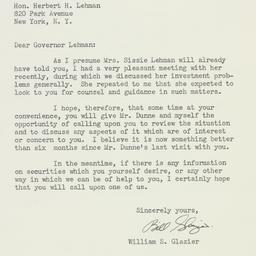 Hon. Herbert H. Lehman
820 Park Avenue
New York, N. Y.
Dear Governor Lehman:
As I presume Mrs. Sissie Lehman will already
have told you, I had a very pleasant meeting with her
recently, during which we discussed her investment prob-
lems generally. She repeated to me that she expected to
look to you for counsel and guidance in such matters.
I hope, therefore, that some time at your
convenience, you will give Mr. Dunne and myself the
opportunity of calling upon you to review the situation
and to discuss any aspects of it which are of interest
or concern to you. I believe it is now something better
than six months since Mr. Dunne's last visit with you.
In the meantime, if there is any information
on securities which you yourself desire, or any other
way in which we can be of help to you, I certainly hope
that you will call upon one of us.
Sincerely yours,
Bill Glazier
William S. Glazier